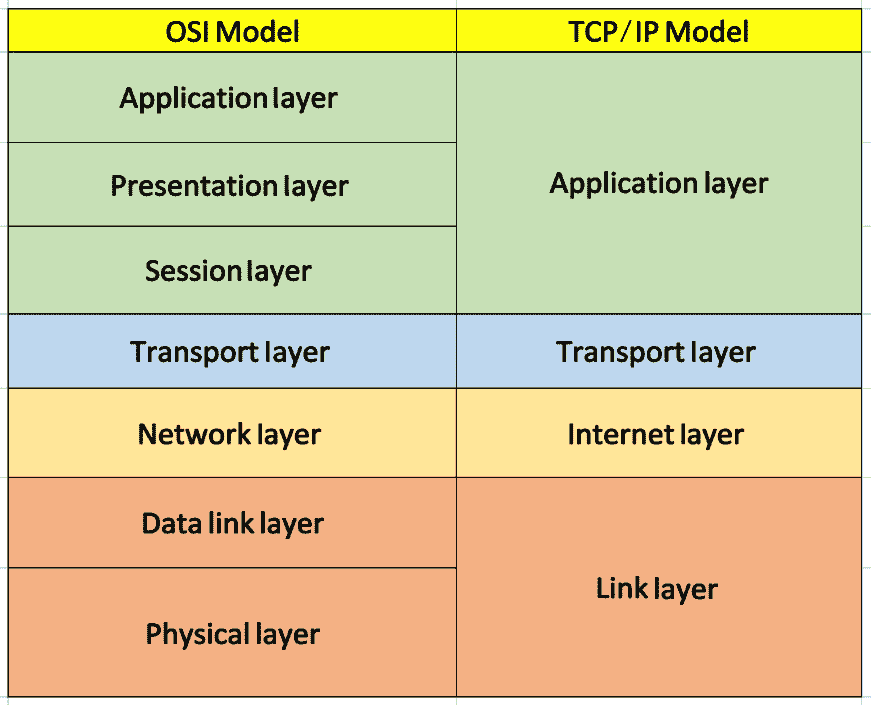 OSI Model
TCP/IP Model
Application layer
Presentation layer
Session layer
Application layer
Transport layer
Transport layer
Network layer
Internet layer
Data link layer
Physical layer
Link layer